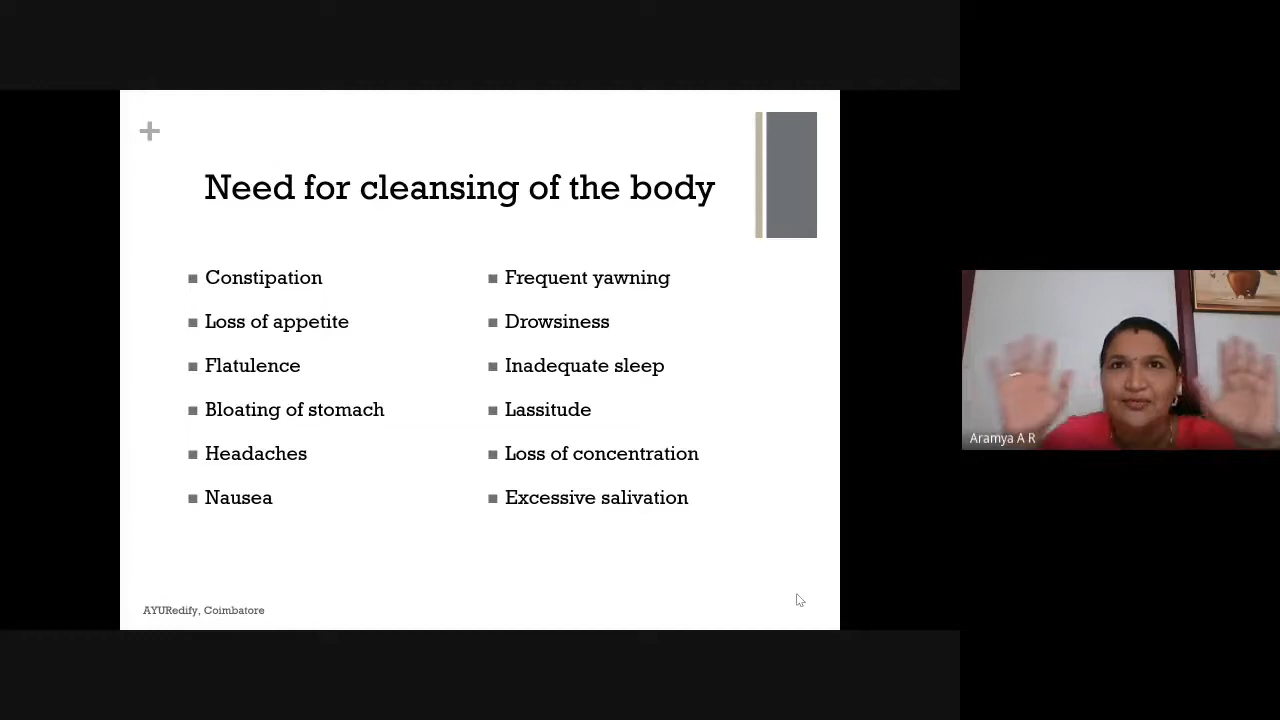 Need for cleansing of the body
Constipation
Loss of appetite
Flatulence
Bloating of stomach
Headaches
Nausea
Frequent yawning
Drowsiness
Inadequate sleep
Lassitude
Loss of concentration
Excessive salivation
AYURedify, Coimbatore
Aramya A R